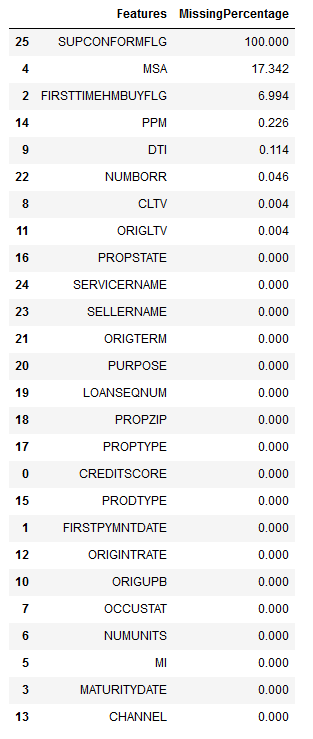 Features MissingPercentage
25 SUPCONFORMFLG 100.000
4 MSA 17.342
2 FIRSTTIMEHMBUYFLG 6.994
14 PPM 0.226
9 DTI 0.114
22 NUMBORR 0.046
8 CLTV 0.004
11 ORIGLTV 0.004
16 PROPSTATE 0.000
24 SERVICERNAME 0.000
23 SELLERNAME 0.000
21 ORIGTERM 0.000
20 PURPOSE 0.000
19 LOANSEQNUM 0.000
18 PROPZIP 0.000
17 PROPTYPE 0.000
0 CREDITSCORE 0.000
15 PRODTYPE 0.000
1 FIRSTPYMNTDATE 0.000
12 ORIGINTRATE 0.000
10 ORIGUPB 0.000
7 OCCUSTAT 0.000
6 NUMUNITS 0.000
5 MI 0.000
3 MATURITYDATE 0.000
13 CHANNEL 0.000